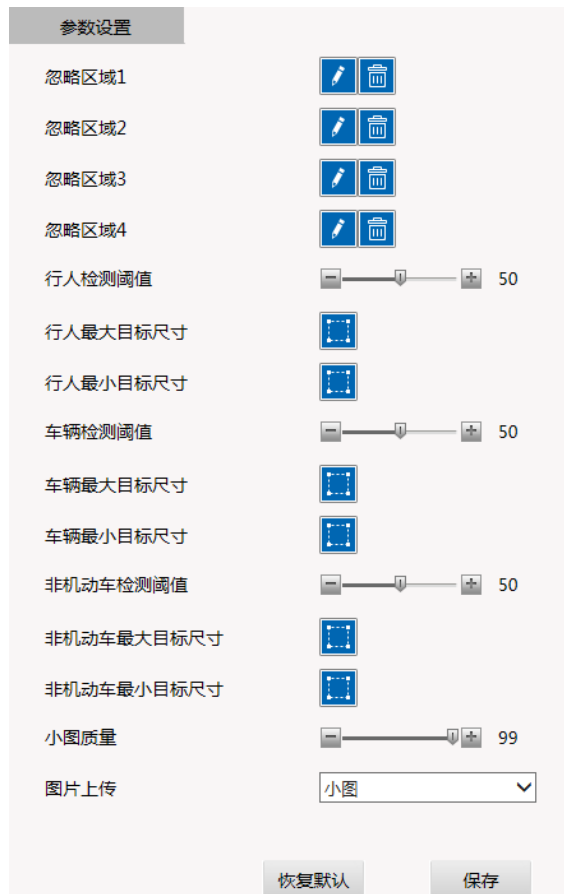 参数设置
忽略区域1
忽略区域2
忽略区域3
忽略区域4
行人检测阈值 50
行人最大目标尺寸
行人最小目标尺寸
车辆检测阈值 50
车辆最大目标尺寸
车辆最小目标尺寸
非机动车检测阈值 50
非机动车最大目标尺寸
非机动车最小目标尺寸
小图质量 99
图片上传 小图
恢复默认 保存